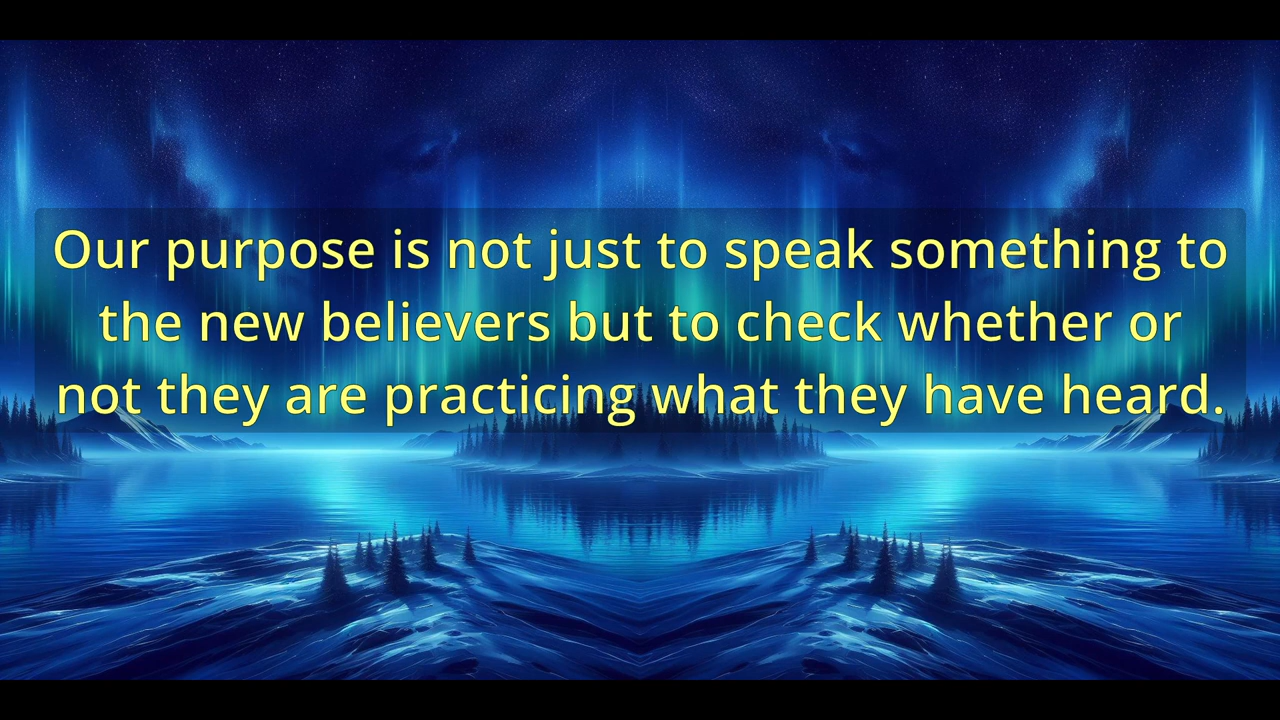 Our purpose is not just to speak something to
the new believers but to check whether or
not they are practicing what they have heard.